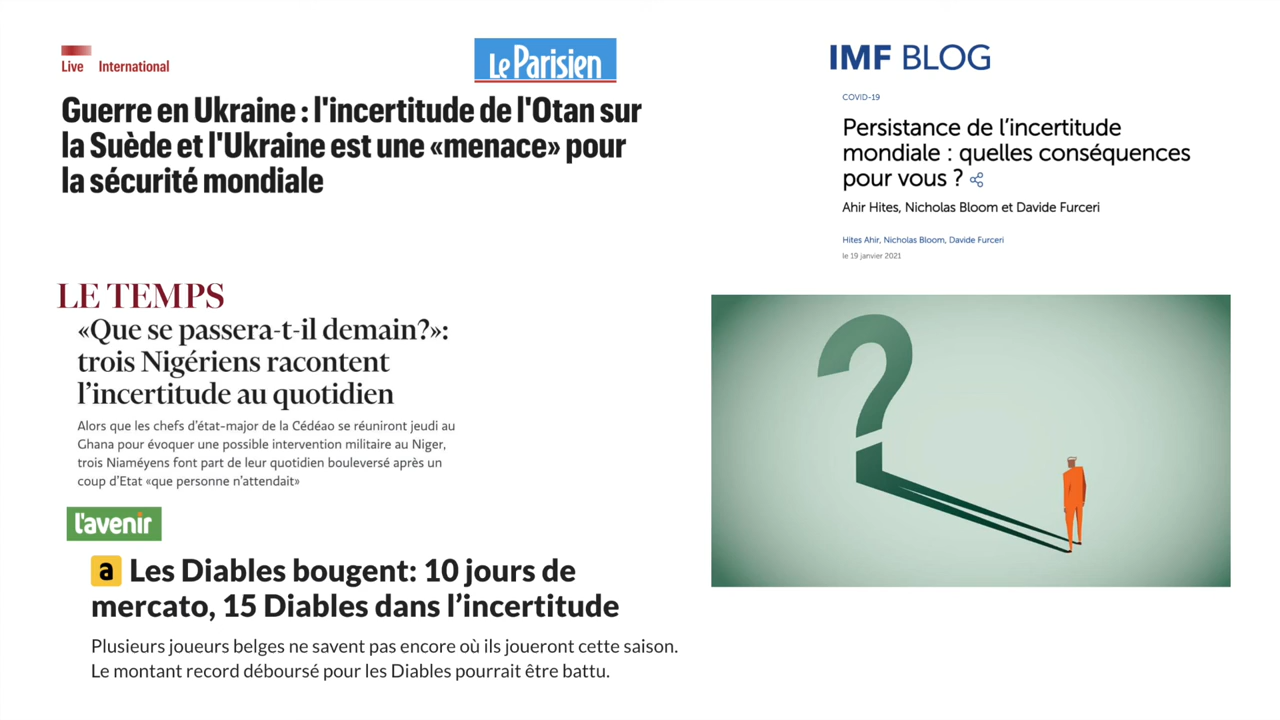 Live International
Le Parisien
Guerre en Ukraine : l'incertitude de l'Otan sur
la Suède et l'Ukraine est une «menace» pour
la sécurité mondiale
IMF BLOG
COVID-19
Persistance de l’incertitude
mondiale : quelles conséquences
pour vous ?
Ahir Hites, Nicholas Bloom et Davide Furceri
Hites Ahir, Nicholas Bloom, Davide Furceri
le 19 janvier 2021
LE TEMPS
«Que se passera-t-il demain?»:
trois Nigériens racontent
l’incertitude au quotidien
Alors que les chefs d’état-major de la Cédéao se réuniront jeudi au
Ghana pour évoquer une possible intervention militaire au Niger,
trois Niaméyens font part de leur quotidien bouleversé après un
coup d’Etat «que personne n’attendait»
l'avenir
a Les Diables bougent: 10 jours de
mercato, 15 Diables dans l’incertitude
Plusieurs joueurs belges ne savent pas encore où ils joueront cette saison.
Le montant record déboursé pour les Diables pourrait être battu.
?